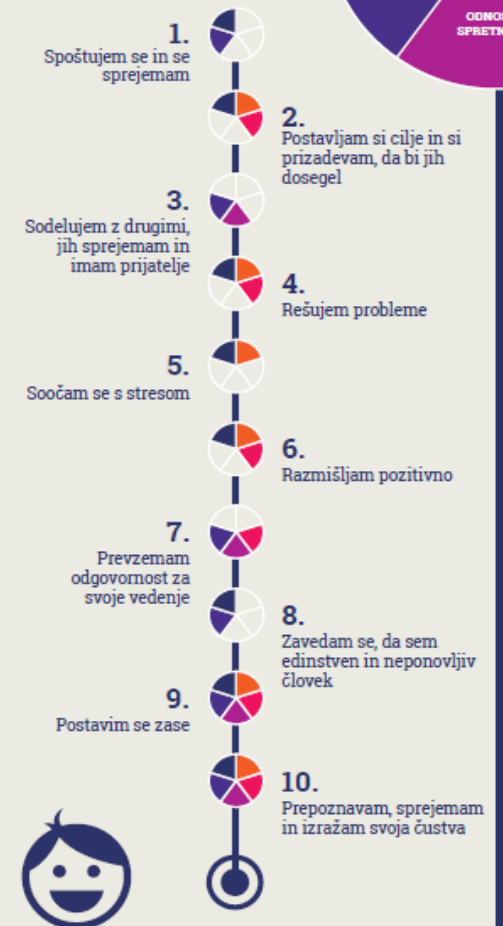 ODNOS
SPRETN
1.
Spoštujem se in se
sprejemam
2.
Postavljam si cilje in si
prizadevam, da bi jih
dosegel
3.
Sodelujem z drugimi,
jih sprejemam in
imam prijatelje
4.
Rešujem probleme
5.
Soočam se s stresom
6.
Razmišljam pozitivno
7.
Prevzemam
odgovornost za
svoje vedenje
8.
Zavedam se, da sem
edinstven in neponovljiv
človek
9.
Postavim se zase
10.
Prepoznavam, sprejemam
in izražam svoja čustva